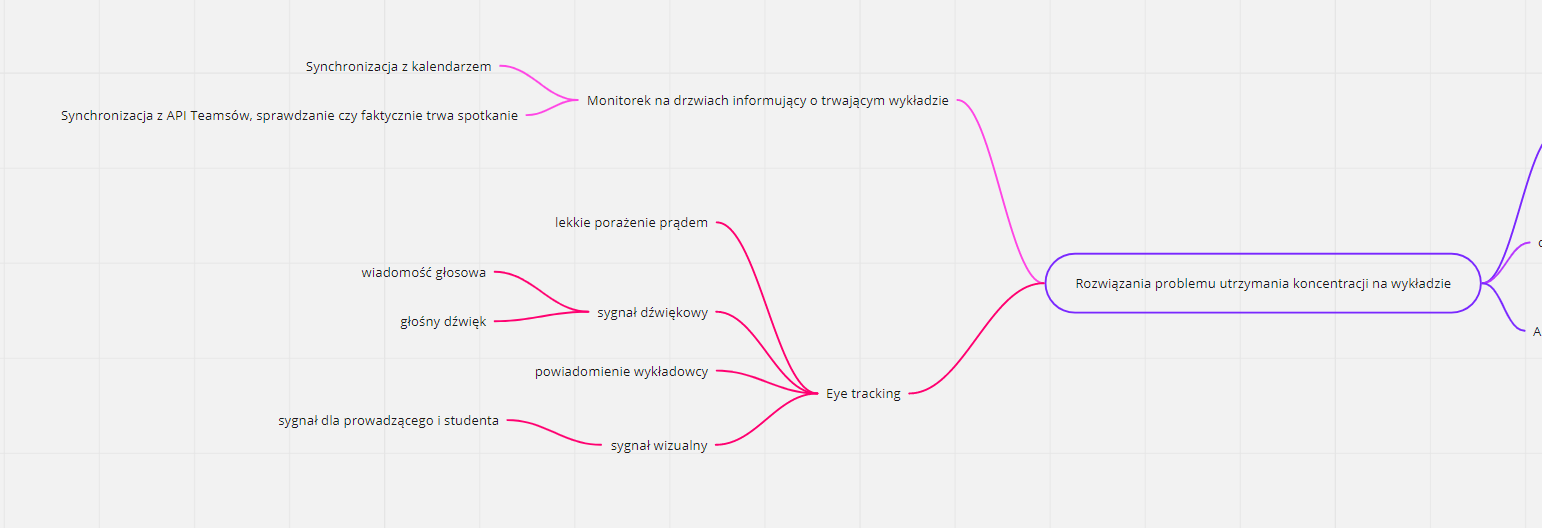 Synchronizacja z kalendarzem
Monitorek na drzwiach informujący o trwającym wykładzie
Synchronizacja z API Teamsów, sprawdzanie czy faktycznie trwa spotkanie
lekkie porażenie prądem
wiadomość głosowa
Rozwiązania problemu utrzymania koncentracji na wykładzie
sygnał dźwiękowy
głośny dźwięk
powiadomienie wykładowcy
Eye tracking
sygnał dla prowadzącego i studenta
sygnał wizualny